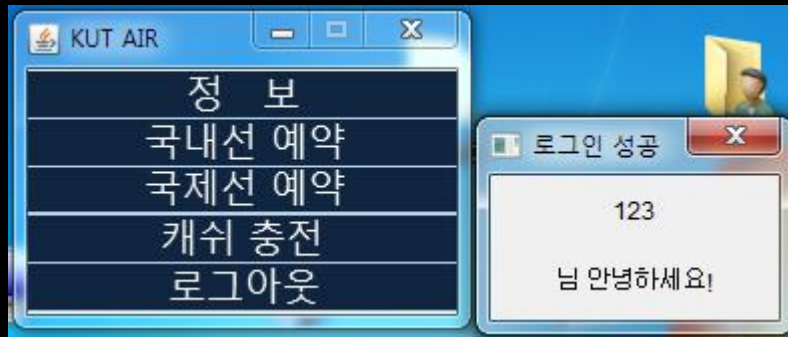 KUT AIR
정 보
국내선 예약
국제선 예약
캐쉬 충전
로그아웃
로그인 성공
123
님 안녕하세요!